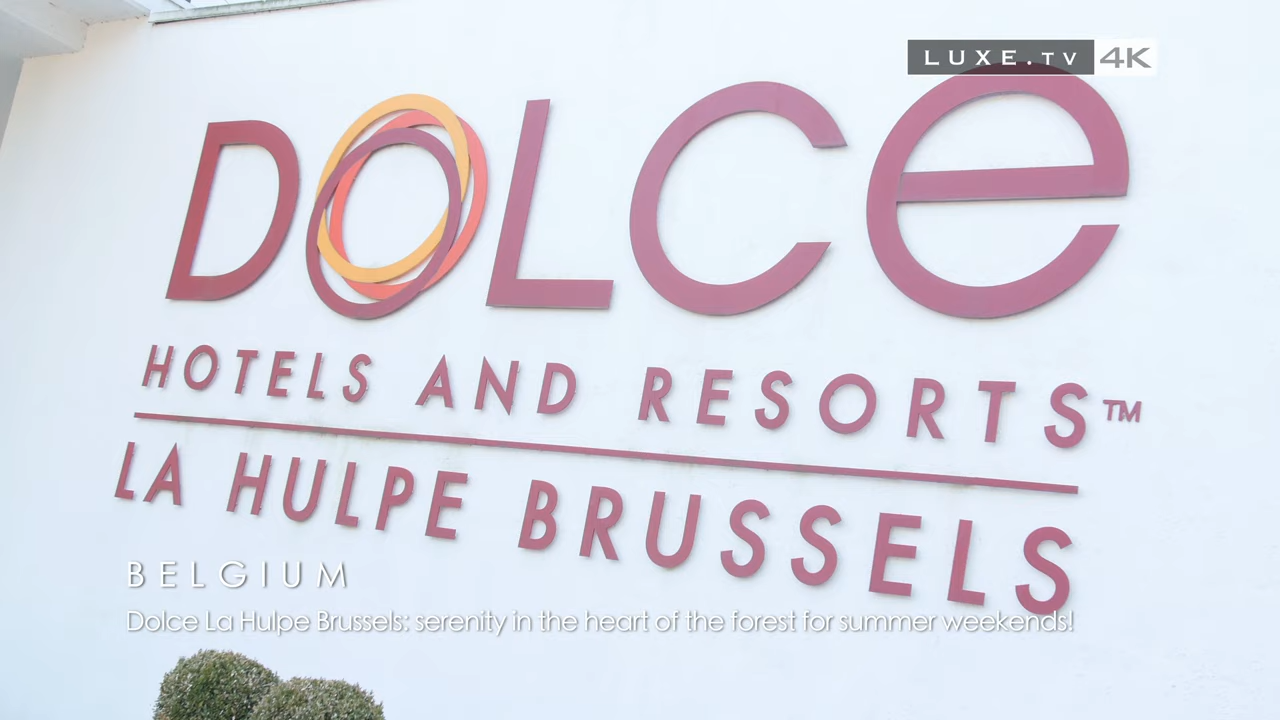 LUXE.TV 4K
DOLCe
HOTELS AND RESORTS™
LA HULPE BRUSSELS
BELGIUM
Dolce La Hulpe Brussels: serenity in the heart of the forest for summer weekends!